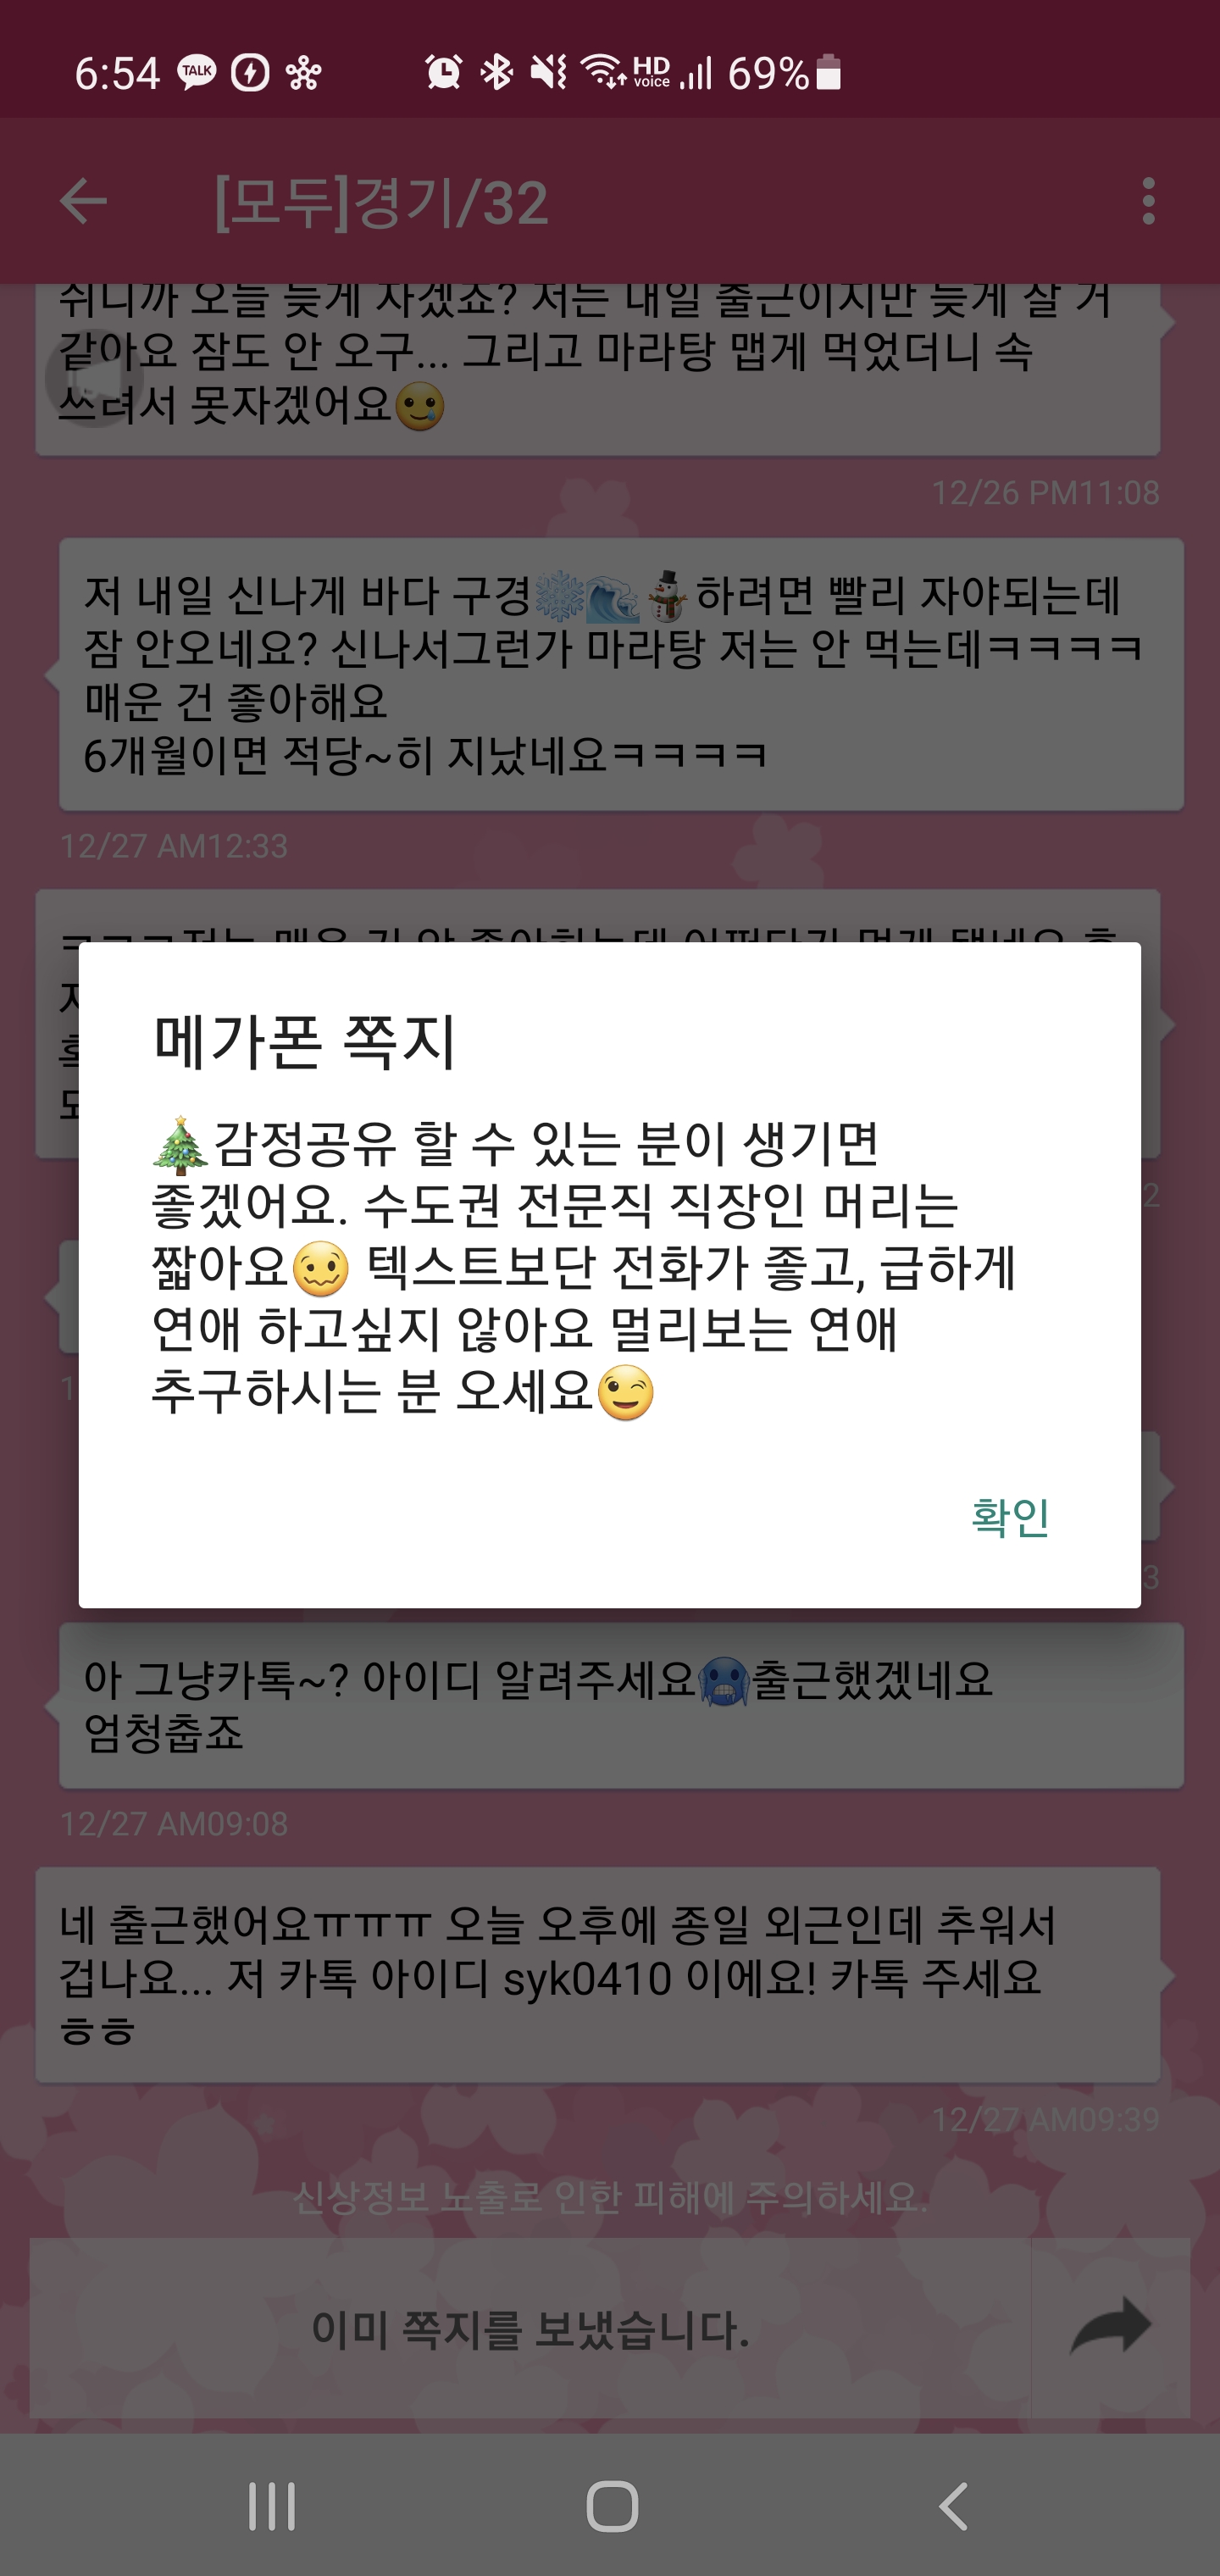 6:54 TALK HD voice 69%
[모두]경기/32
쉬니까 오늘 늦게 자겠죠? 저는 내일 출근이지만 늦게 잘 거
같아요 잠도 안 오구... 그리고 마라탕 맵게 먹었더니 속
쓰려서 못자겠어요🥲
12/26 PM11:08
저 내일 신나게 바다 구경❄️🌊⛄하려면 빨리 자야되는데
잠 안오네요? 신나서그런가 마라탕 저는 안 먹는데ㅋㅋㅋㅋ
매운 건 좋아해요
6개월이면 적당~히 지났네요ㅋㅋㅋㅋ
12/27 AM12:33
메가폰 쪽지
🎄감정공유 할 수 있는 분이 생기면
좋겠어요. 수도권 전문직 직장인 머리는
짧아요🥴 텍스트보단 전화가 좋고, 급하게
연애 하고싶지 않아요 멀리보는 연애
추구하시는 분 오세요😉
확인
2
1
3
아 그냥카톡~? 아이디 알려주세요🥶출근했겠네요
엄청춥죠
12/27 AM09:08
네 출근했어요ㅠㅠㅠ 오늘 오후에 종일 외근인데 추워서
겁나요... 저 카톡 아이디 syk0410 이에요! 카톡 주세요
ㅎㅎ
12/27 AM09:39
신상정보 노출로 인한 피해에 주의하세요.
이미 쪽지를 보냈습니다.